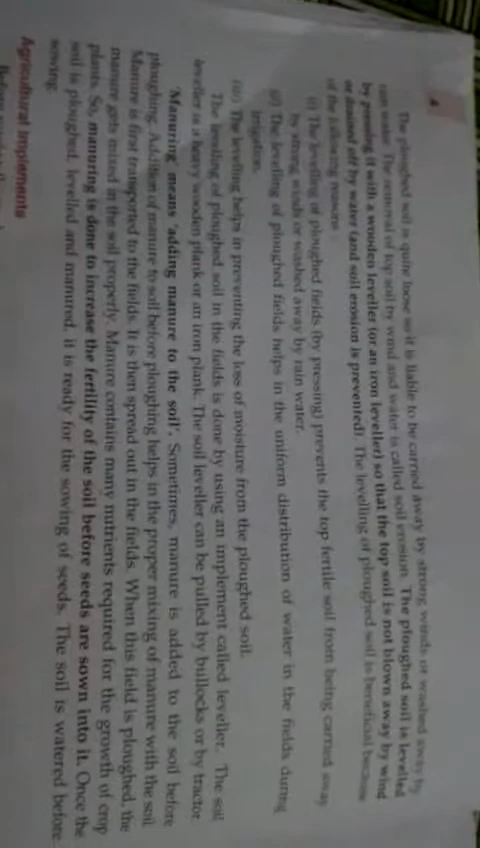 The ploughed soil is quite loose so it is liable to be carried away by strong winds or washed away by
rain water. The removal of top soil by wind and water is called soil erosion. The ploughed soil is levelled
by pressing it with a wooden leveller (or an iron leveller) so that the top soil is not blown away by wind
or drained off by water (and soil erosion is prevented). The levelling of ploughed soil is beneficial because
of the following reasons :
(i) The levelling of ploughed fields (by pressing) prevents the top fertile soil from being carried away
by strong winds or washed away by rain water.
(ii) The levelling of ploughed fields helps in the uniform distribution of water in the fields during
irrigation.
(iii) The levelling helps in preventing the loss of moisture from the ploughed soil.
The levelling of ploughed soil in the fields is done by using an implement called leveller. The soil
leveller is a heavy wooden plank or an iron plank. The soil leveller can be pulled by bullocks or by tractor.
'Manuring' means 'adding manure to the soil'. Sometimes, manure is added to the soil before
ploughing. Addition of manure to soil before ploughing helps in the proper mixing of manure with the soil.
Manure is first transported to the fields. It is then spread out in the fields. When this field is ploughed, the
manure gets mixed in the soil properly. Manure contains many nutrients required for the growth of crop
plants. So, manuring is done to increase the fertility of the soil before seeds are sown into it. Once the
soil is ploughed, levelled and manured, it is ready for the sowing of seeds. The soil is watered before
sowing.
Agricultural Implements
Before